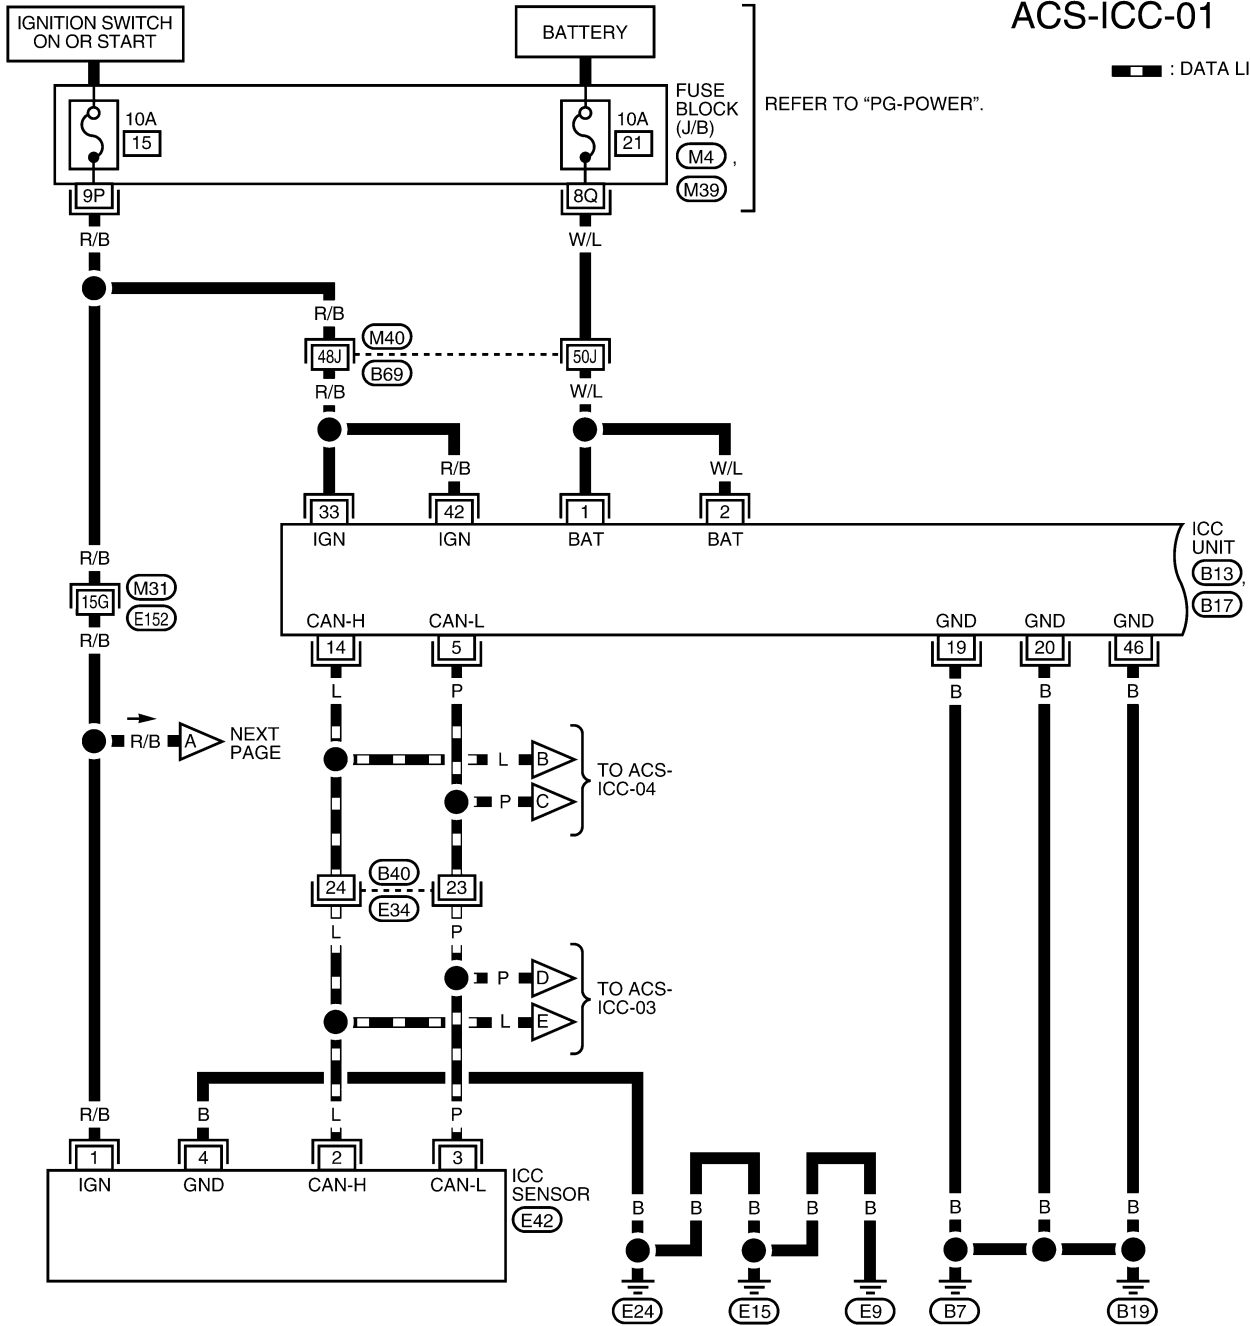 ACS-ICC-01
IGNITION SWITCH
ON OR START
BATTERY
: DATA LI
10A
15
10A
21
FUSE
BLOCK
(J/B)
M4 ,
M39
REFER TO “PG-POWER”.
9P
8Q
R/B
W/L
R/B
M40
48J
50J
B69
R/B
W/L
R/B
W/L
33
42
1
2
IGN
IGN
BAT
BAT
ICC
UNIT
B13 ,
B17
R/B
M31
15G
E152
R/B
CAN-H
CAN-L
GND
GND
GND
14
5
19
20
46
L
P
B
B
B
R/B
A
NEXT
PAGE
L
B
P
C
TO ACS-
ICC-04
24
B40
23
E34
L
P
P
D
L
E
TO ACS-
ICC-03
R/B
B
L
P
1
4
2
3
IGN
GND
CAN-H
CAN-L
ICC
SENSOR
E42
B
B
B
B
B
B
B
B
E24
E15
E9
B7
B19